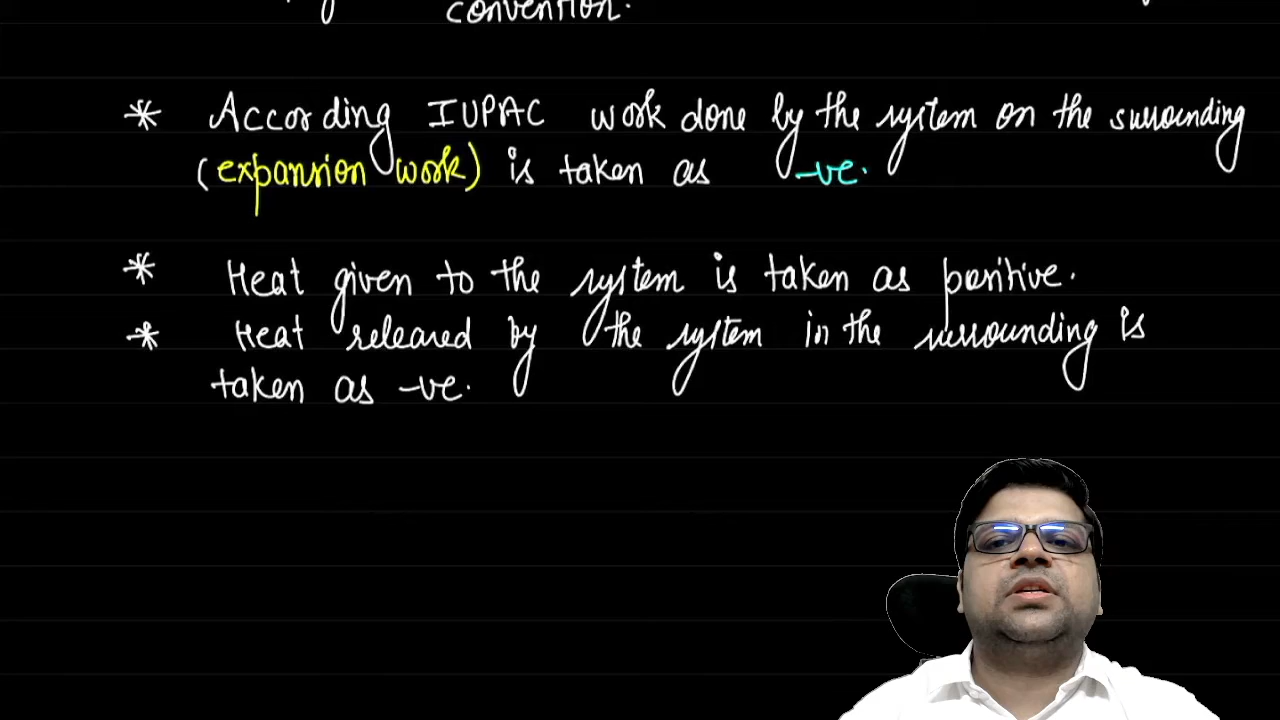 convention.
* According IUPAC work done by the system on the surrounding
(expansion work) is taken as -ve.
* Heat given to the system is taken as positive.
* Heat released by the system in the surrounding is
taken as -ve.